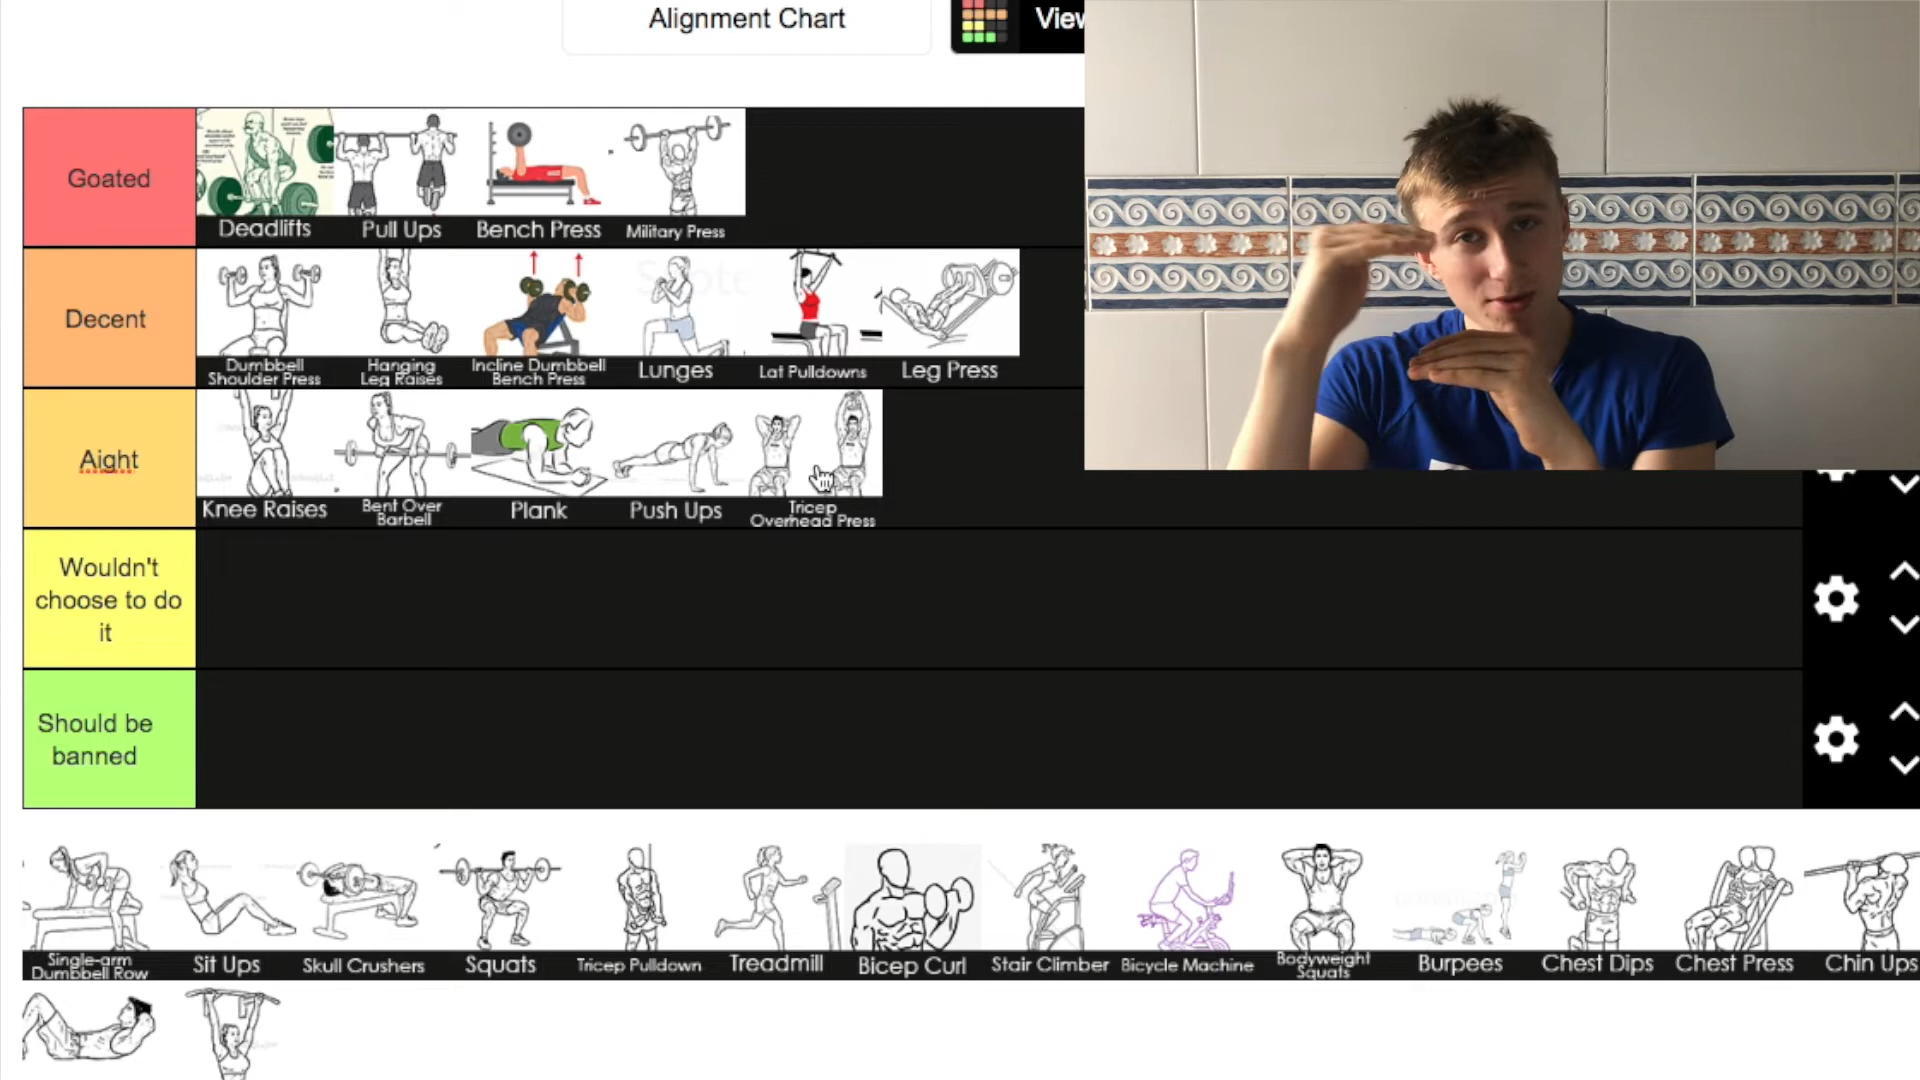 Alignment Chart
View
Goated
Deadlifts
Pull Ups
Bench Press
Military Press
Decent
Dumbbell
Shoulder Press
Hanging
Leg Raises
Incline Dumbbell
Bench Press
Lunges
Lat Pulldowns
Leg Press
Aight
Knee Raises
Bent Over
Barbell
Plank
Push Ups
Tricep
Overhead Press
Wouldn't
choose to do
it
Should be
banned
Single-arm
Dumbbell Row
Sit Ups
Skull Crushers
Squats
Tricep Pulldown
Treadmill
Bicep Curl
Stair Climber
Bicycle Machine
Bodyweight
Squats
Burpees
Chest Dips
Chest Press
Chin Ups